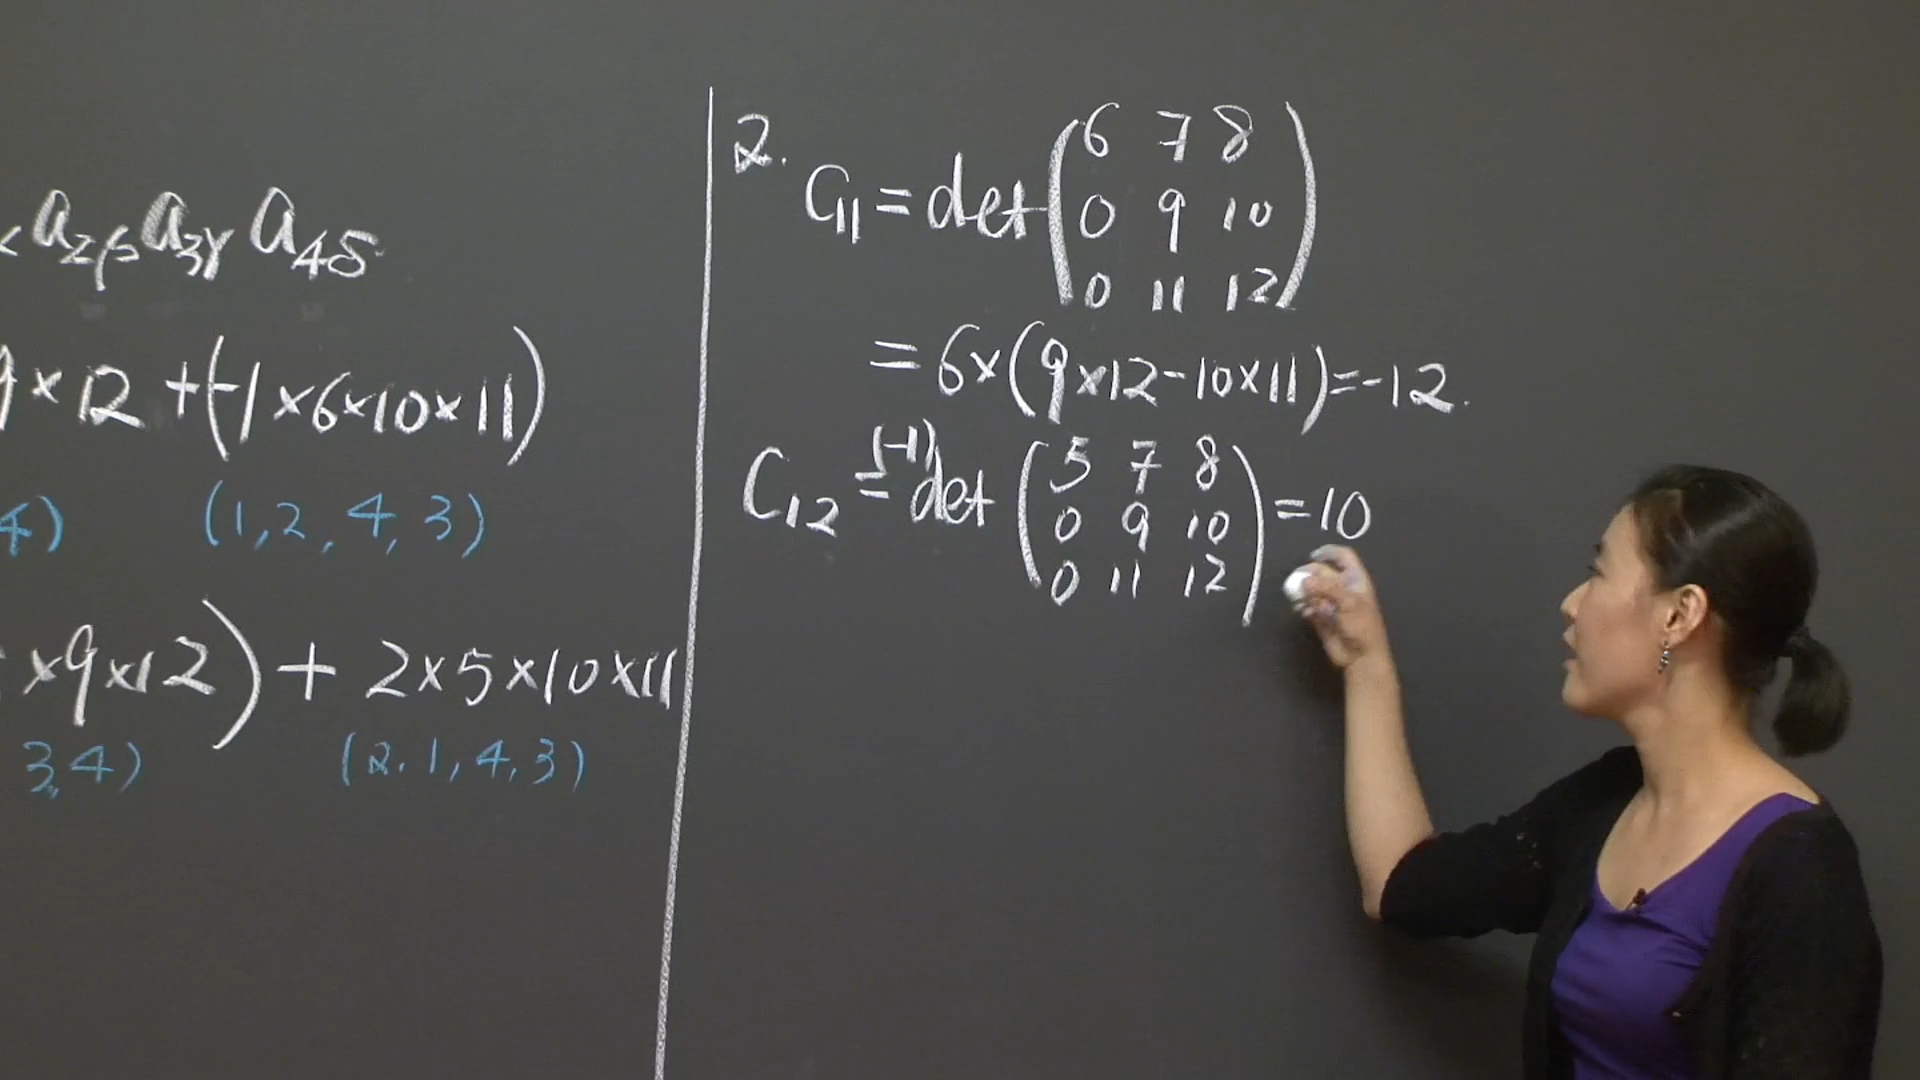 a₂β a₃γ a₄δ
9 × 12 + (-1 × 6 × 10 × 11)
4) (1, 2, 4, 3)
× 9 × 12) + 2 × 5 × 10 × 11
3, 4) (2. 1, 4, 3)
2.
C₁₁ = det ( 6 7 8
0 9 10
0 11 12 )
= 6 × (9 × 12 - 10 × 11) = -12.
C₁₂ = (-1) det ( 5 7 8
0 9 10
0 11 12 ) = 10